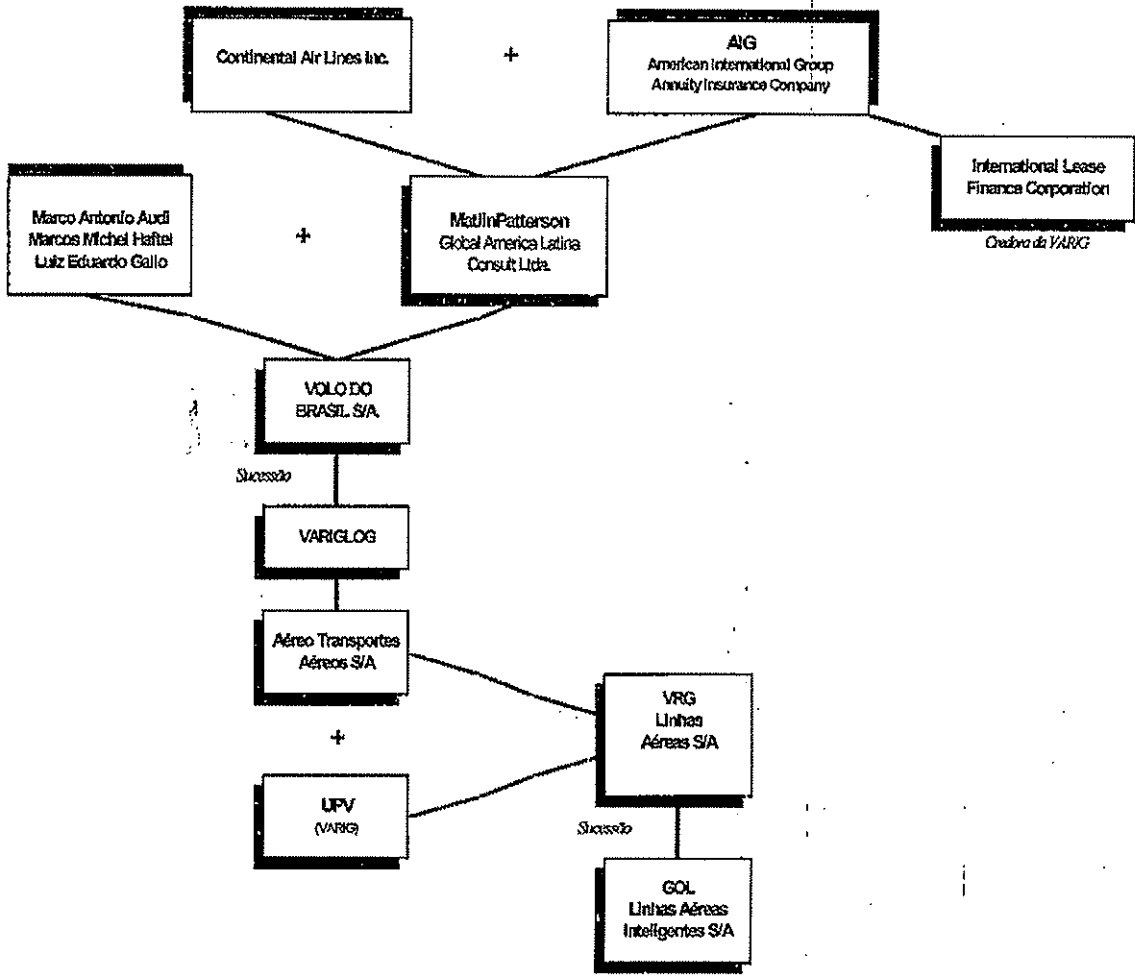 Continental Air Lines Inc.
+
AIG
American International Group
Annuity Insurance Company
International Lease
Finance Corporation
Credora da VARIG
Marco Antonio Audi
Marcos Michel Haftel
Luiz Eduardo Gallo
+
MatlinPatterson
Global America Latina
Consult Ltda.
VOLO DO
BRASIL S/A
Sucessão
VARIGLOG
Aéreo Transportes
Aéreos S/A
+
UPV
(VARIG)
VRG
Linhas
Aéreas S/A
Sucessão
GOL
Linhas Aéreas
Inteligentes S/A